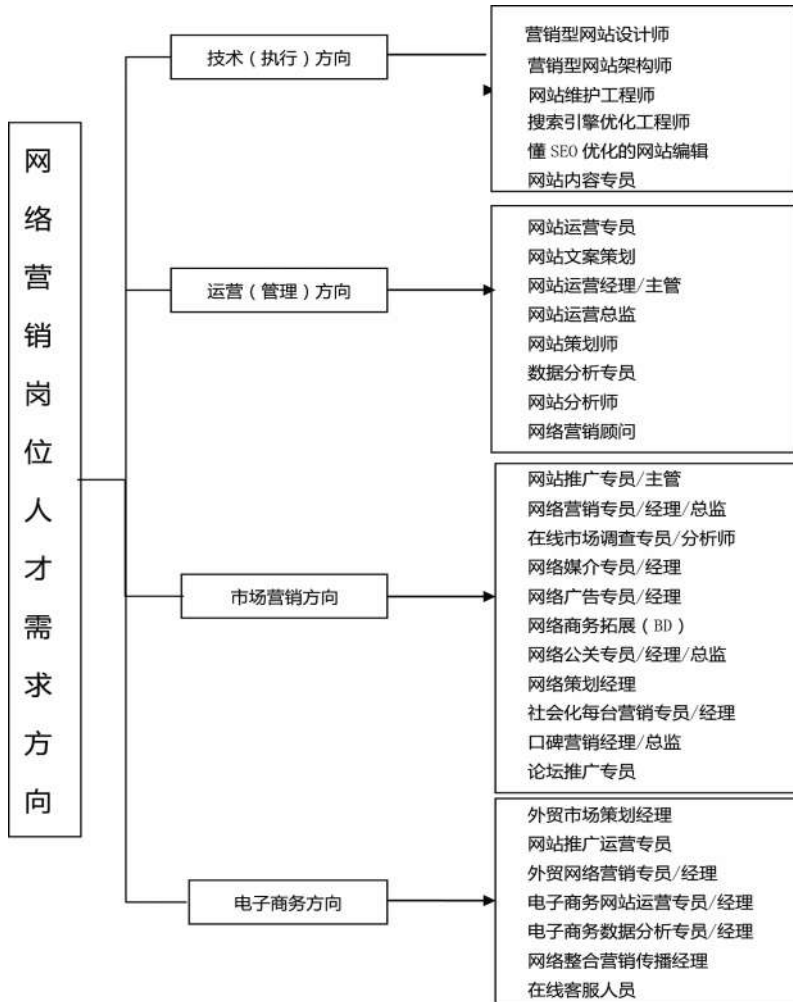 网络营销岗位人才需求方向
技术（执行）方向
营销型网站设计师
营销型网站架构师
网站维护工程师
搜索引擎优化工程师
懂 SEO 优化的网站编辑
网站内容专员
运营（管理）方向
网站运营专员
网站文案策划
网站运营经理/主管
网站运营总监
网站策划师
数据分析专员
网站分析师
网络营销顾问
市场营销方向
网站推广专员/主管
网络营销专员/经理/总监
在线市场调查专员/分析师
网络媒介专员/经理
网络广告专员/经理
网络商务拓展（BD）
网络公关专员/经理/总监
网络策划经理
社会化每台营销专员/经理
口碑营销经理/总监
论坛推广专员
电子商务方向
外贸市场策划经理
网站推广运营专员
外贸网络营销专员/经理
电子商务网站运营专员/经理
电子商务数据分析专员/经理
网络整合营销传播经理
在线客服人员